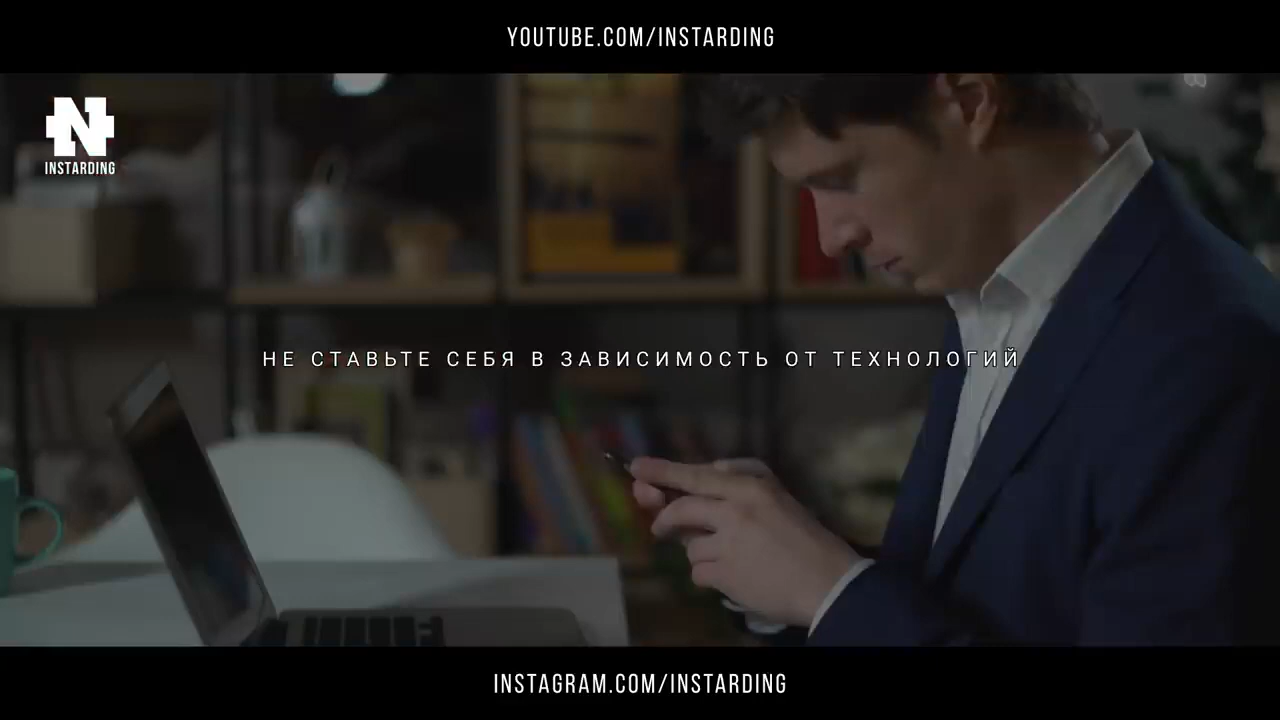 YOUTUBE.COM/INSTARDING
N
INSTARDING
НЕ СТАВЬТЕ СЕБЯ В ЗАВИСИМОСТЬ ОТ ТЕХНОЛОГИЙ
INSTAGRAM.COM/INSTARDING